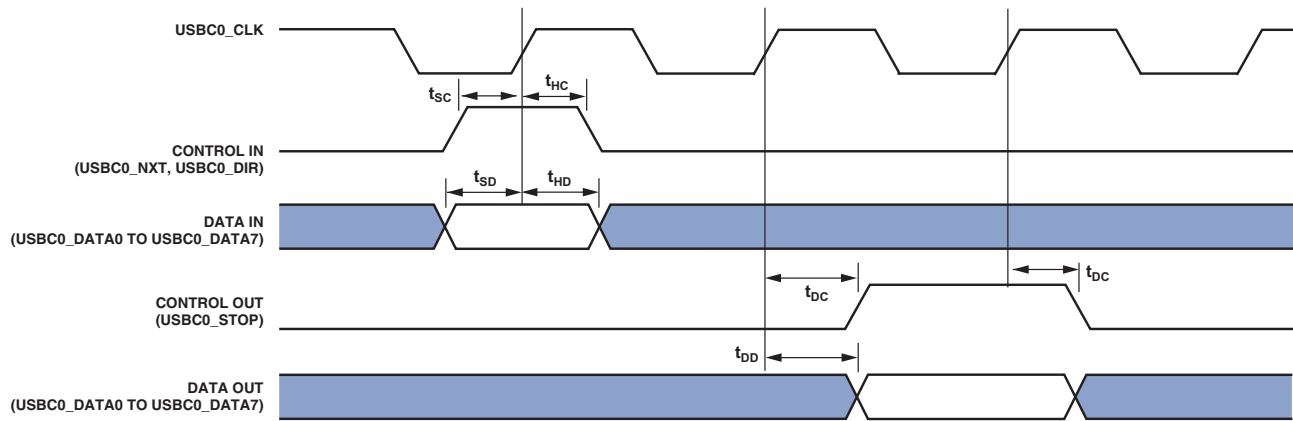 USBC0_CLK
tSC
tHC
CONTROL IN
(USBC0_NXT, USBC0_DIR)
tSD
tHD
DATA IN
(USBC0_DATA0 TO USBC0_DATA7)
tDC
tDC
CONTROL OUT
(USBC0_STOP)
tDD
DATA OUT
(USBC0_DATA0 TO USBC0_DATA7)